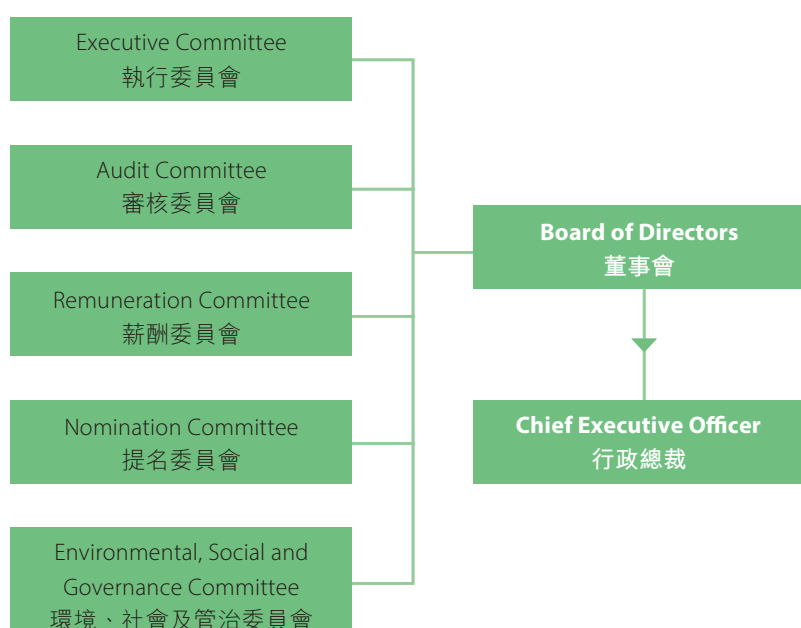 Executive Committee
執行委員會
Audit Committee
審核委員會
Remuneration Committee
薪酬委員會
Nomination Committee
提名委員會
Environmental, Social and
Governance Committee
環境、社會及管治委員會
Board of Directors
董事會
Chief Executive Officer
行政總裁